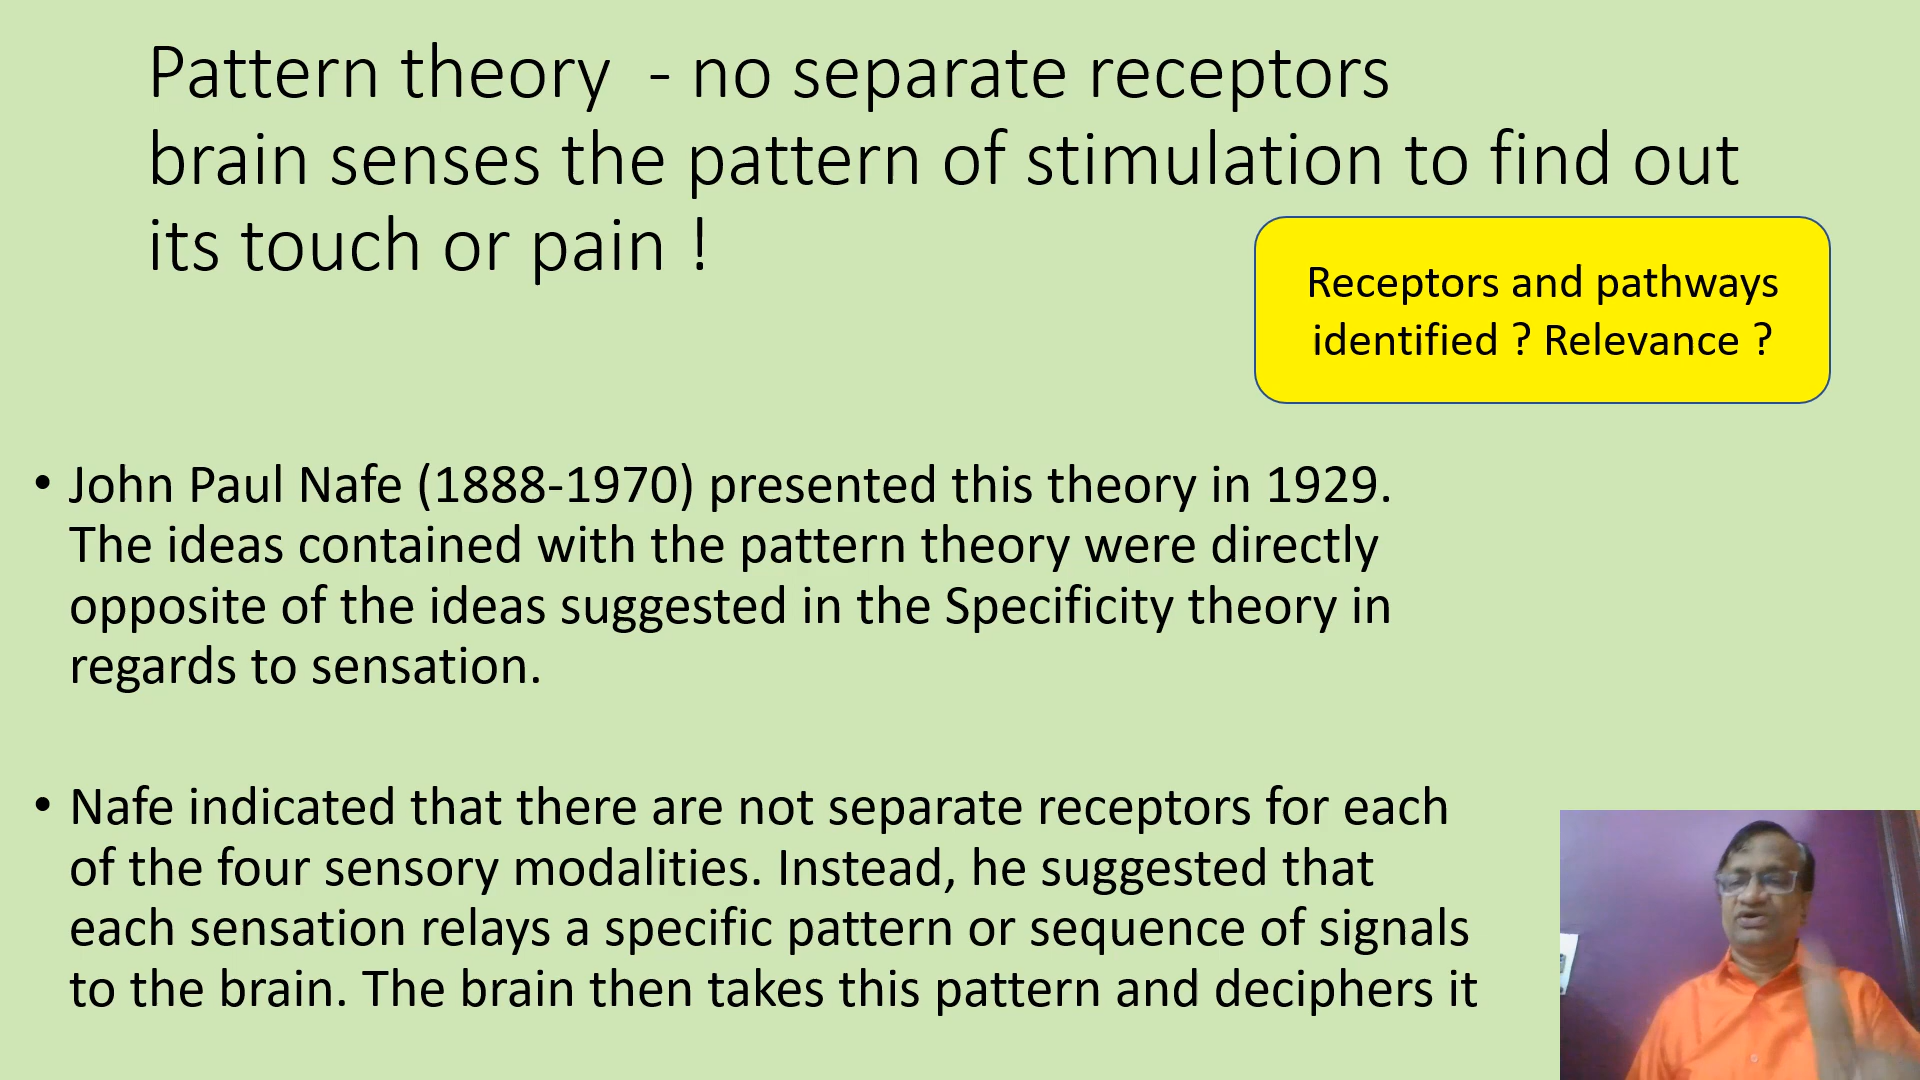 Pattern theory  - no separate receptors
brain senses the pattern of stimulation to find out
its touch or pain !
Receptors and pathways
identified ? Relevance ?
• John Paul Nafe (1888-1970) presented this theory in 1929.
The ideas contained with the pattern theory were directly
opposite of the ideas suggested in the Specificity theory in
regards to sensation.
• Nafe indicated that there are not separate receptors for each
of the four sensory modalities. Instead, he suggested that
each sensation relays a specific pattern or sequence of signals
to the brain. The brain then takes this pattern and deciphers it